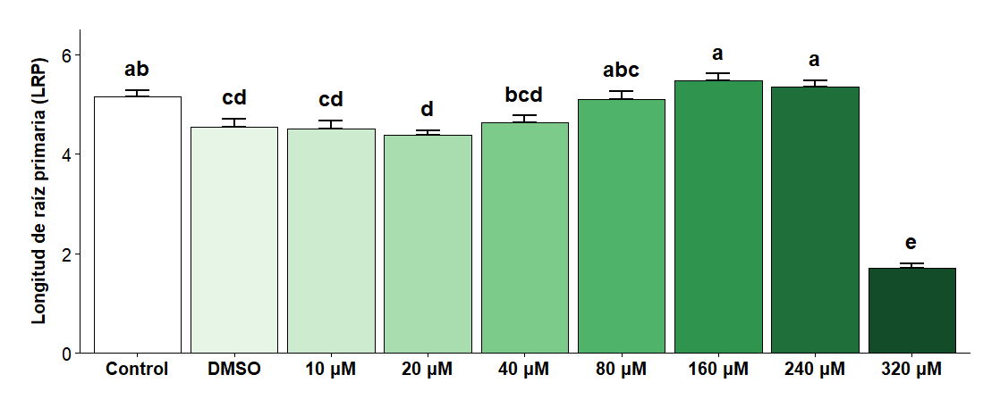 Longitud de raíz primaria (LRP)
6
4
2
0
ab
cd
cd
d
bcd
abc
a
a
e
Control
DMSO
10 µM
20 µM
40 µM
80 µM
160 µM
240 µM
320 µM